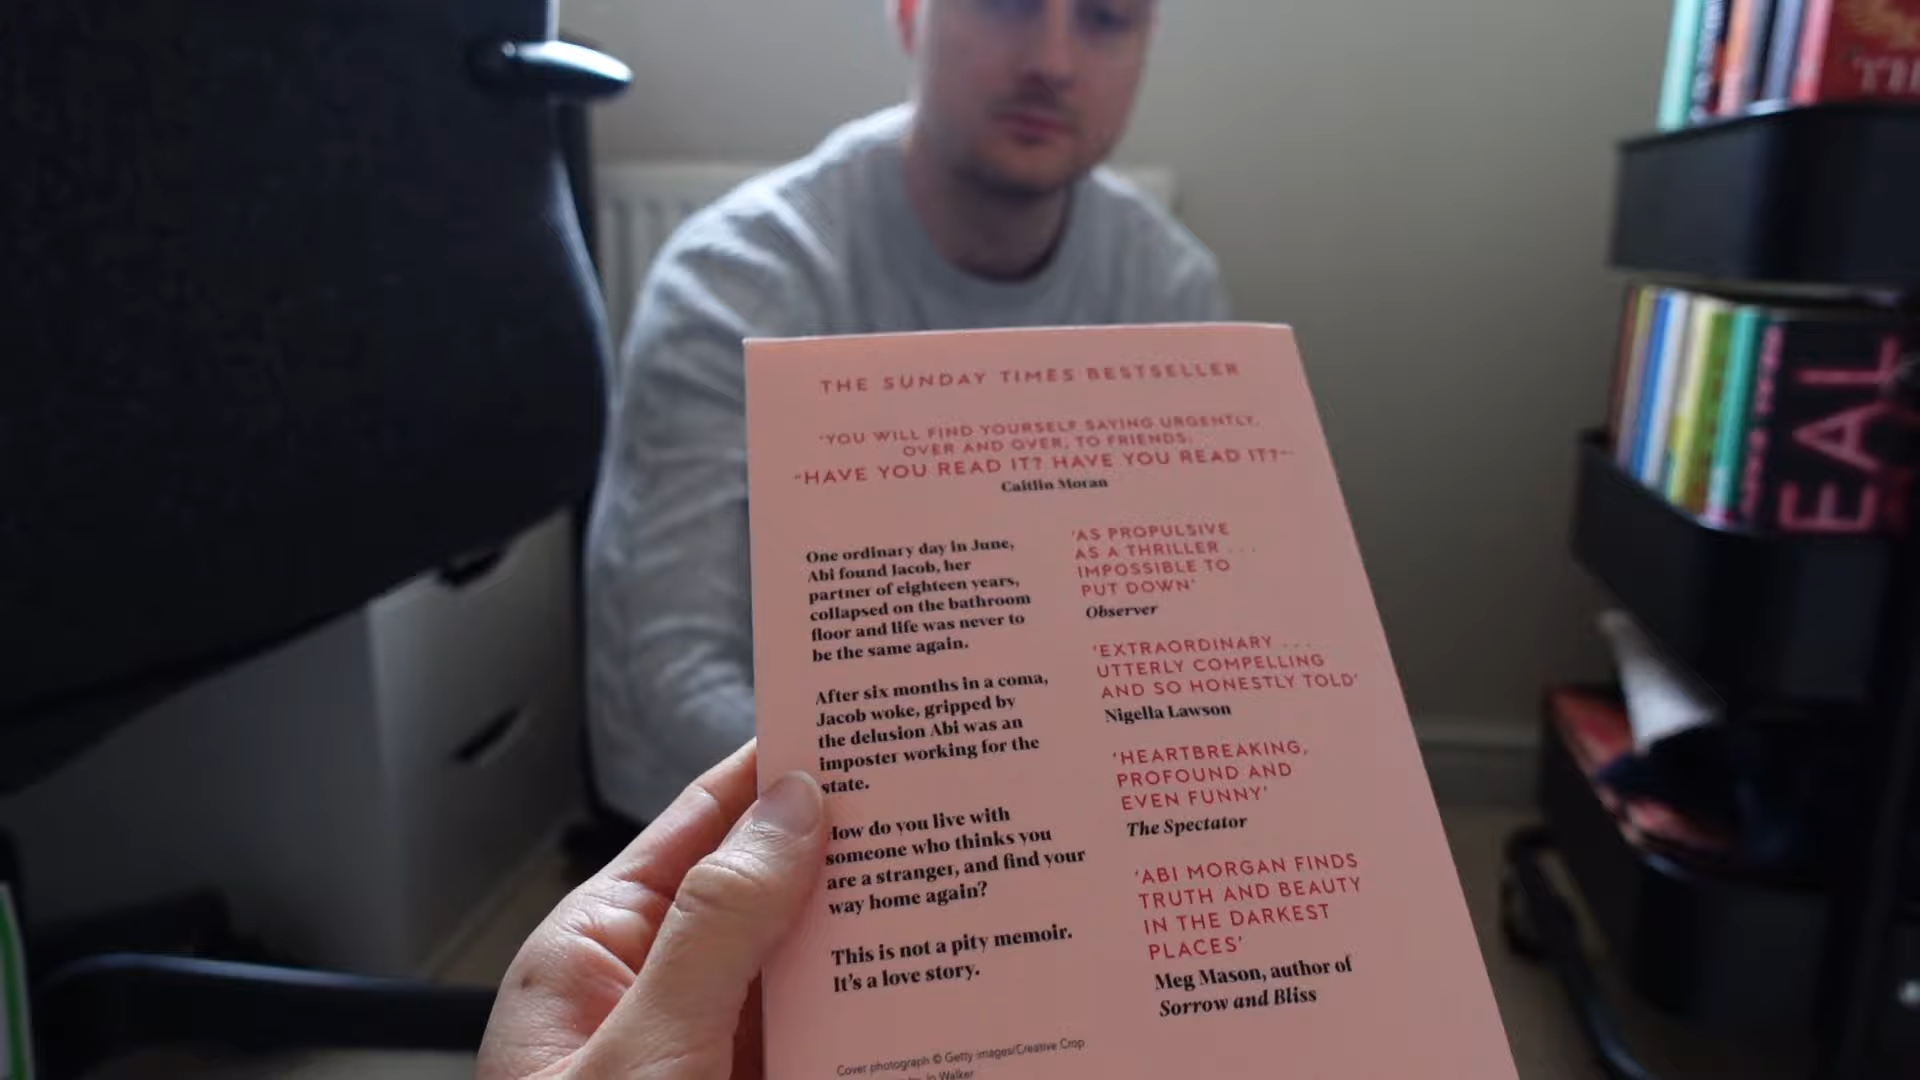 THE SUNDAY TIMES BESTSELLER
'YOU WILL FIND YOURSELF SAYING URGENTLY,
OVER AND OVER, TO FRIENDS,
"HAVE YOU READ IT? HAVE YOU READ IT?"'
Caitlin Moran
One ordinary day in June,
Abi found Jacob, her
partner of eighteen years,
collapsed on the bathroom
floor and life was never to
be the same again.
After six months in a coma,
Jacob woke, gripped by
the delusion Abi was an
imposter working for the
state.
How do you live with
someone who thinks you
are a stranger, and find your
way home again?
This is not a pity memoir.
It's a love story.
'AS PROPULSIVE
AS A THRILLER . . .
IMPOSSIBLE TO
PUT DOWN'
Observer
'EXTRAORDINARY . . .
UTTERLY COMPELLING
AND SO HONESTLY TOLD'
Nigella Lawson
'HEARTBREAKING,
PROFOUND AND
EVEN FUNNY'
The Spectator
'ABI MORGAN FINDS
TRUTH AND BEAUTY
IN THE DARKEST
PLACES'
Meg Mason, author of
Sorrow and Bliss
Cover photograph © Getty images/Creative Crop
Jo Walker
EAL